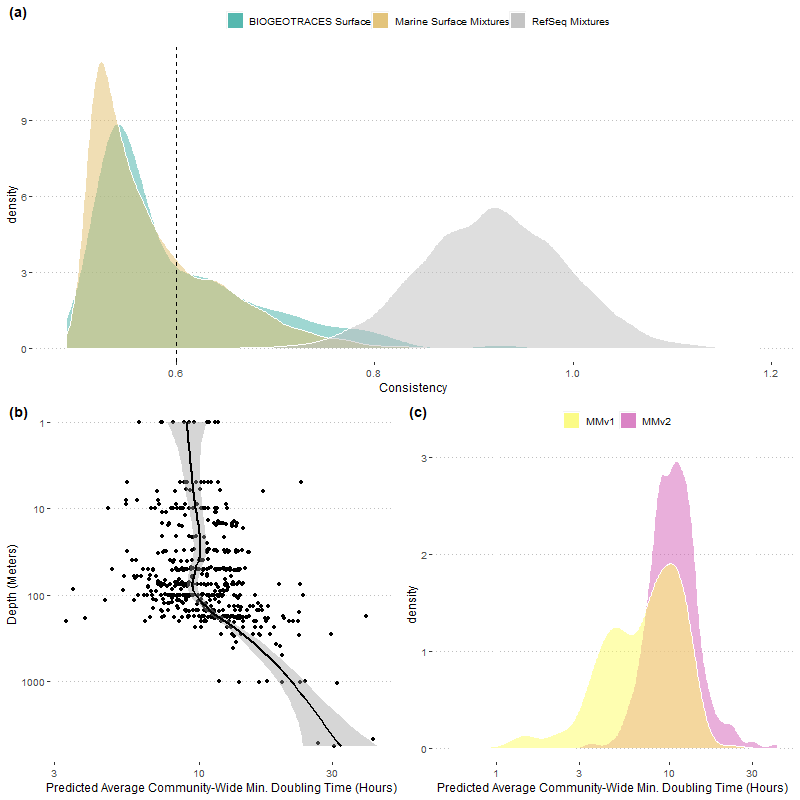 (a)
BIOGEOTRACES Surface Marine Surface Mixtures RefSeq Mixtures
density
9
6
3
0
0.6 0.8 1.0 1.2
Consistency
(b)
Depth (Meters)
1
10
100
1000
3 10 30
Predicted Average Community-Wide Min. Doubling Time (Hours)
(c)
MMv1 MMv2
density
3
2
1
0
1 3 10 30
Predicted Average Community-Wide Min. Doubling Time (Hours)